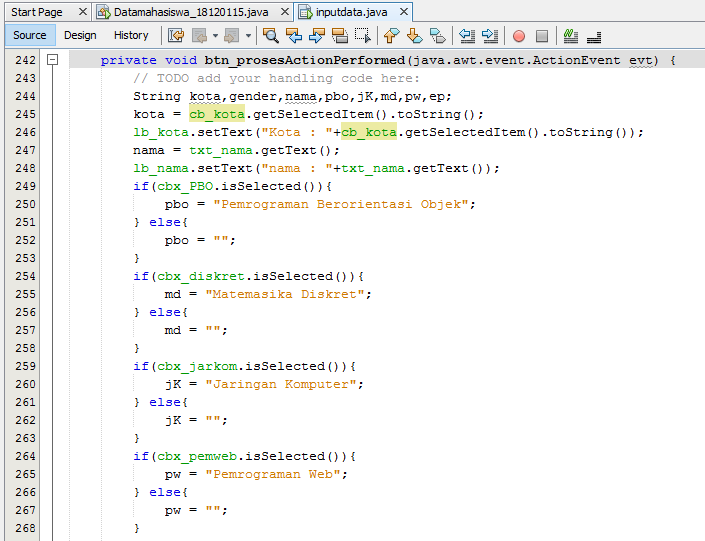 Start Page Datamahasiswa_18120115.java inputdata.java
Source Design History
242 private void btn_prosesActionPerformed(java.awt.event.ActionEvent evt) {
243 // TODO add your handling code here:
244 String kota,gender,nama,pbo,jK,md,pw,ep;
245 kota = cb_kota.getSelectedItem().toString();
246 lb_kota.setText("Kota : "+cb_kota.getSelectedItem().toString());
247 nama = txt_nama.getText();
248 lb_nama.setText("nama : "+txt_nama.getText());
249 if(cbx_PBO.isSelected()){
250 pbo = "Pemrograman Berorientasi Objek";
251 } else{
252 pbo = "";
253 }
254 if(cbx_diskret.isSelected()){
255 md = "Matemasika Diskret";
256 } else{
257 md = "";
258 }
259 if(cbx_jarkom.isSelected()){
260 jK = "Jaringan Komputer";
261 } else{
262 jK = "";
263 }
264 if(cbx_pemweb.isSelected()){
265 pw = "Pemrograman Web";
266 } else{
267 pw = "";
268 }